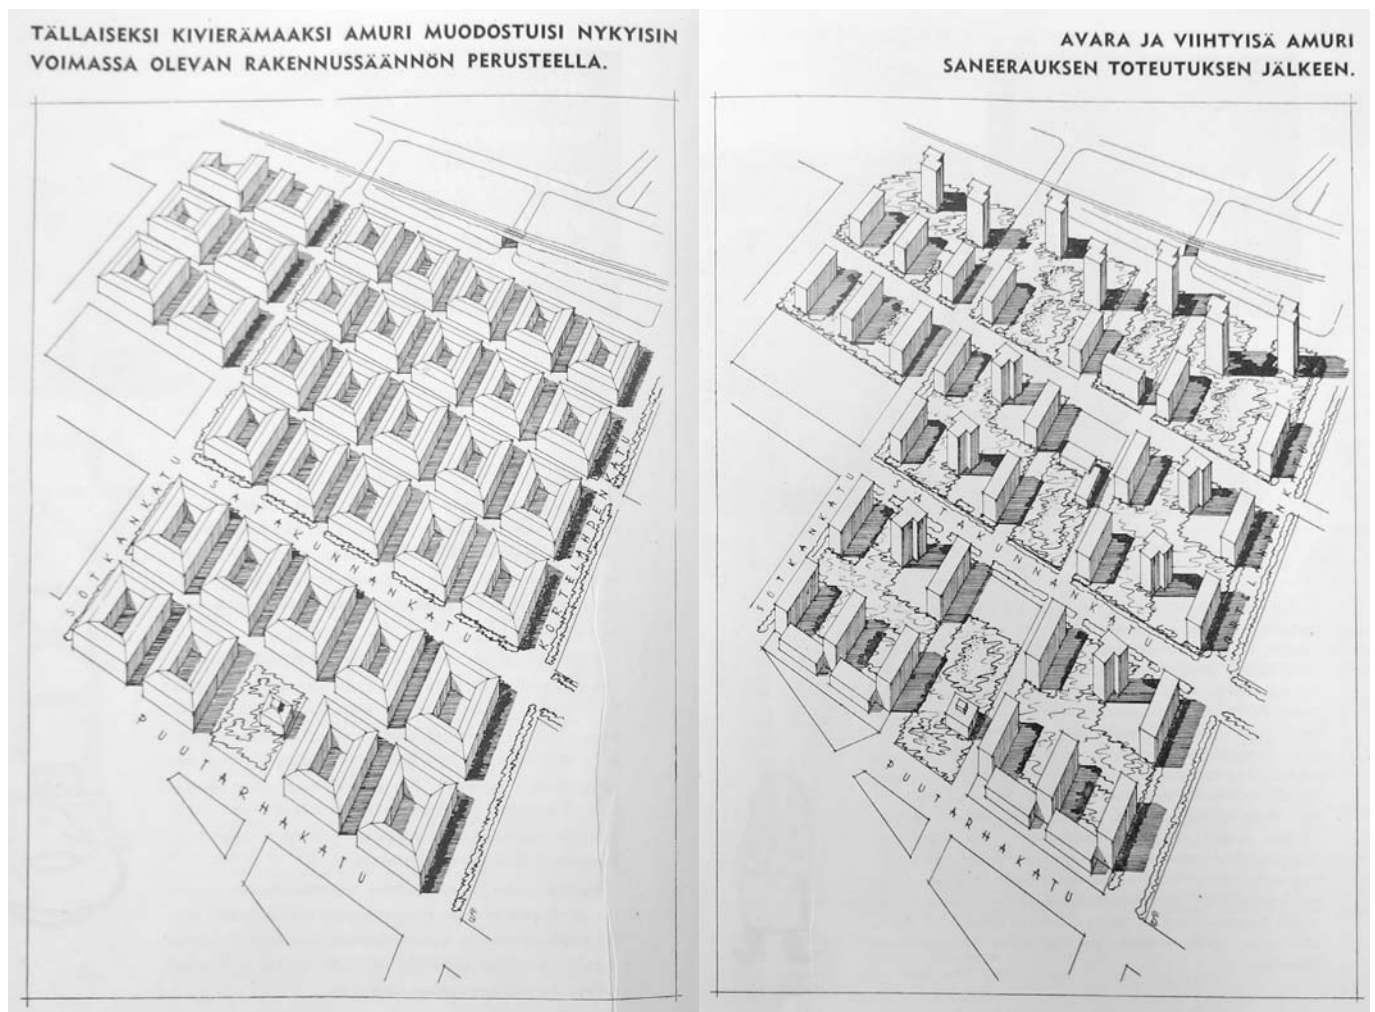 TÄLLAISEKSI KIVIERÄMAAKSI AMURI MUODOSTUISI NYKYISIN
VOIMASSA OLEVAN RAKENNUSSÄÄNNÖN PERUSTEELLA.
SOTKANKATU
SATAKUNNANKATU
KORTELAHDENKATU
PUUTARHAKATU
AVARA JA VIIHTYISÄ AMURI
SANEERAUKSEN TOTEUTUKSEN JÄLKEEN.
SOTKANKATU
SATAKUNNANKATU
PUUTARHAKATU